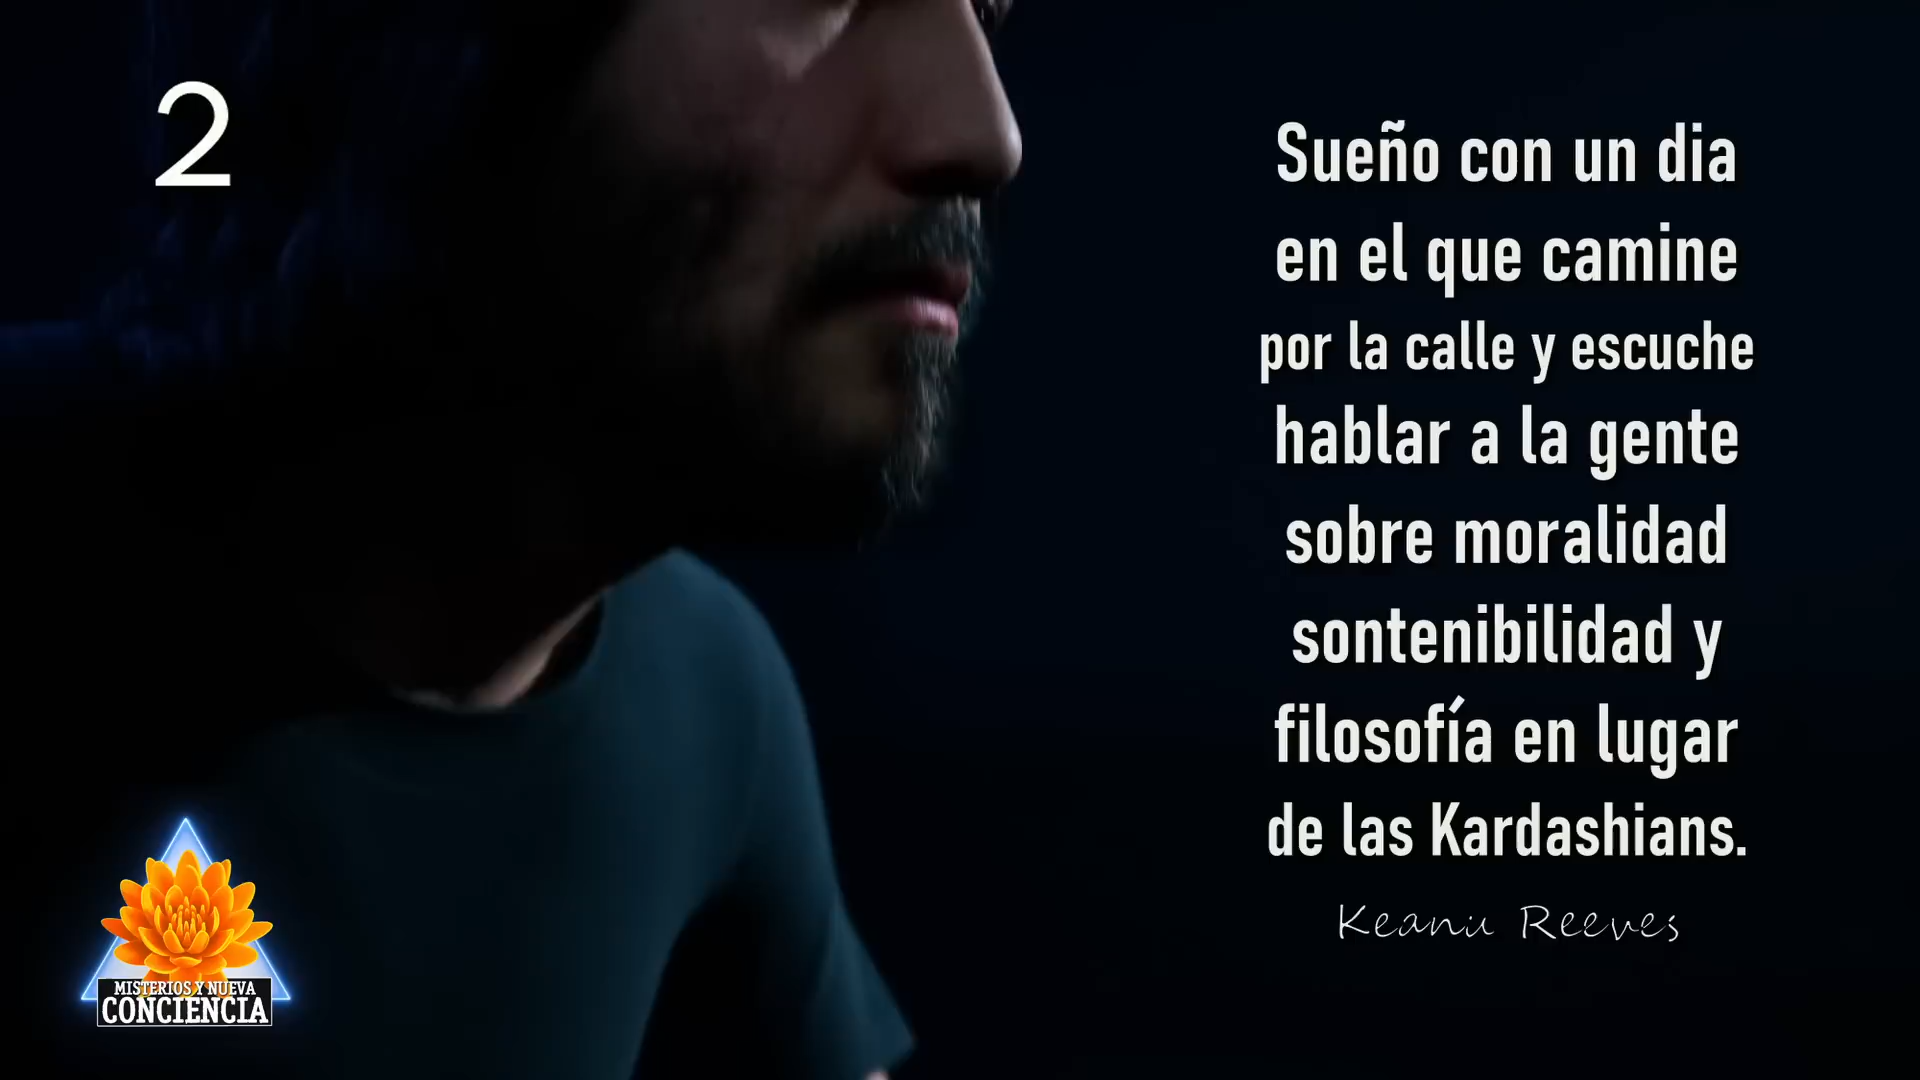 2
Sueño con un dia
en el que camine
por la calle y escuche
hablar a la gente
sobre moralidad
sontenibilidad y
filosofía en lugar
de las Kardashians.
Keanu Reeves
MISTERIOS Y NUEVA
CONCIENCIA